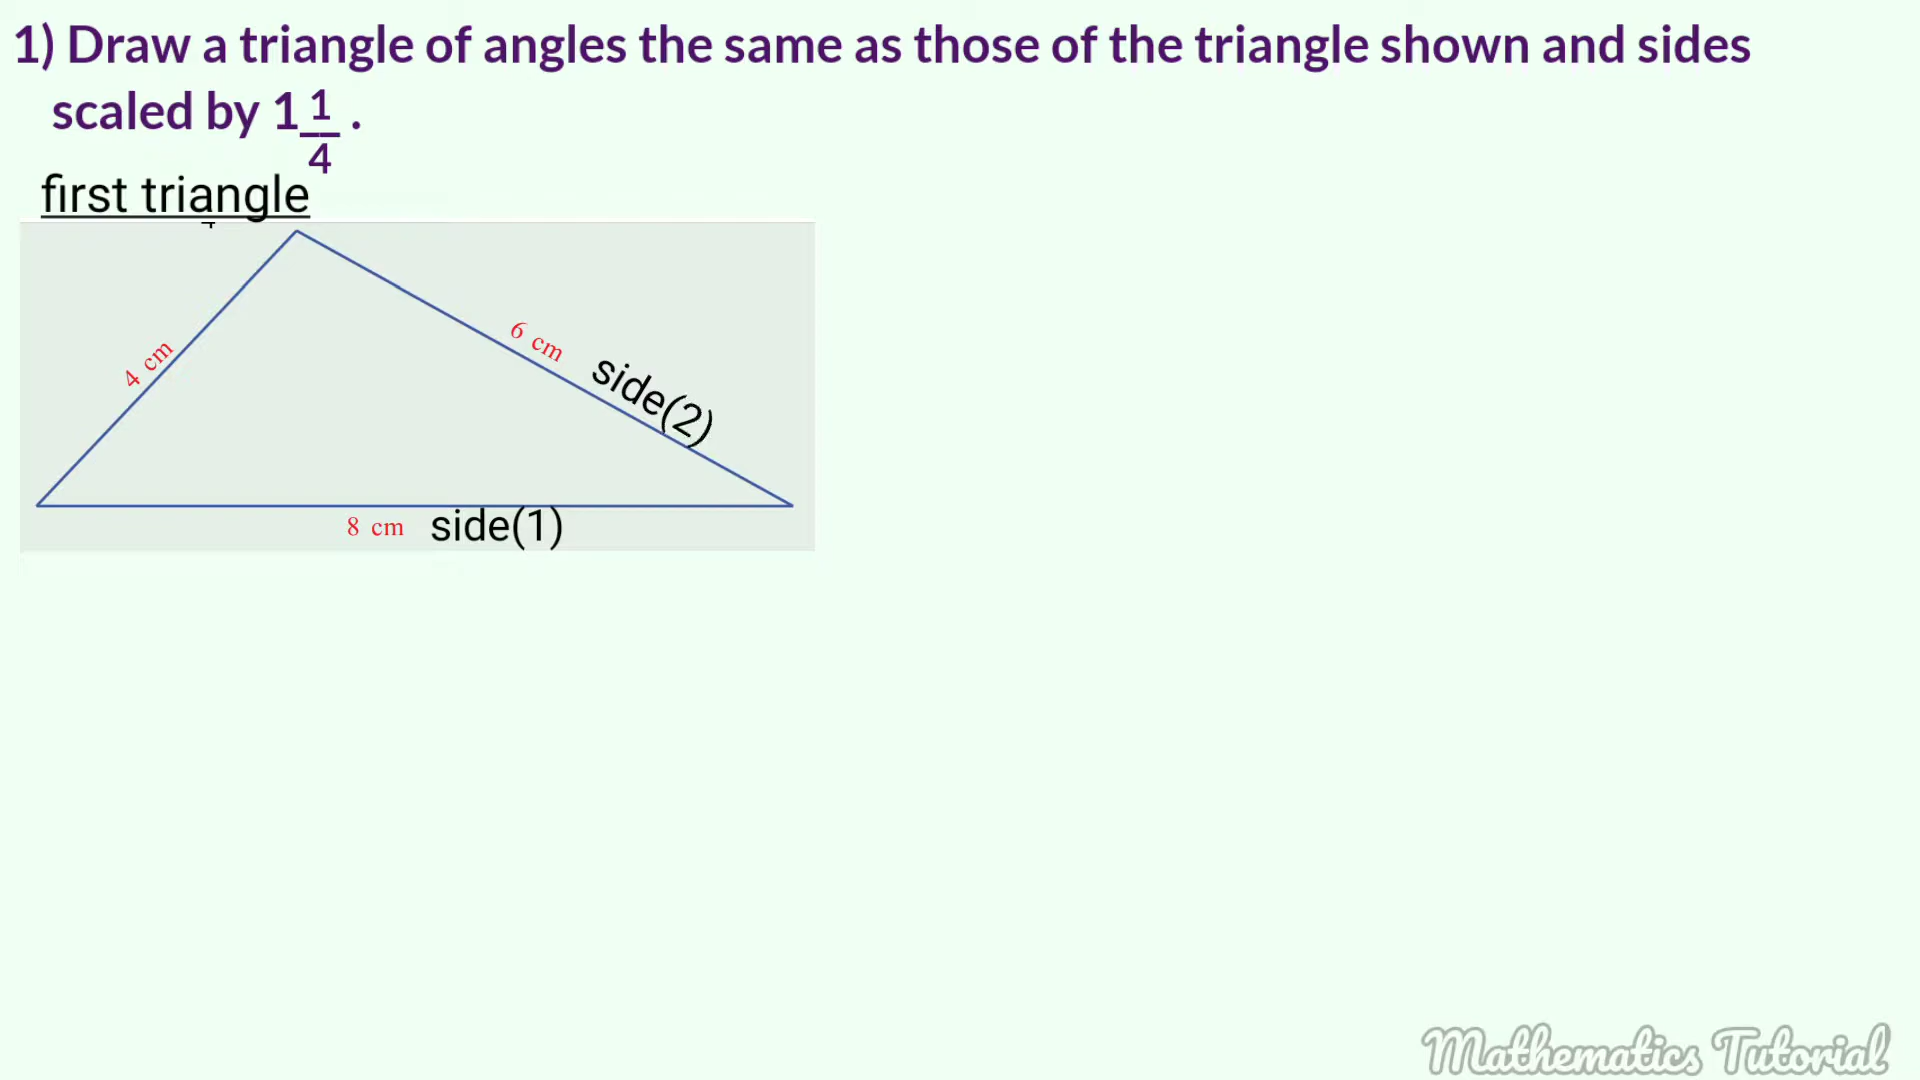 1) Draw a triangle of angles the same as those of the triangle shown and sides
scaled by 1 1/4 .
first triangle
4 cm
6 cm
side(2)
8 cm side(1)
Mathematics Tutorial